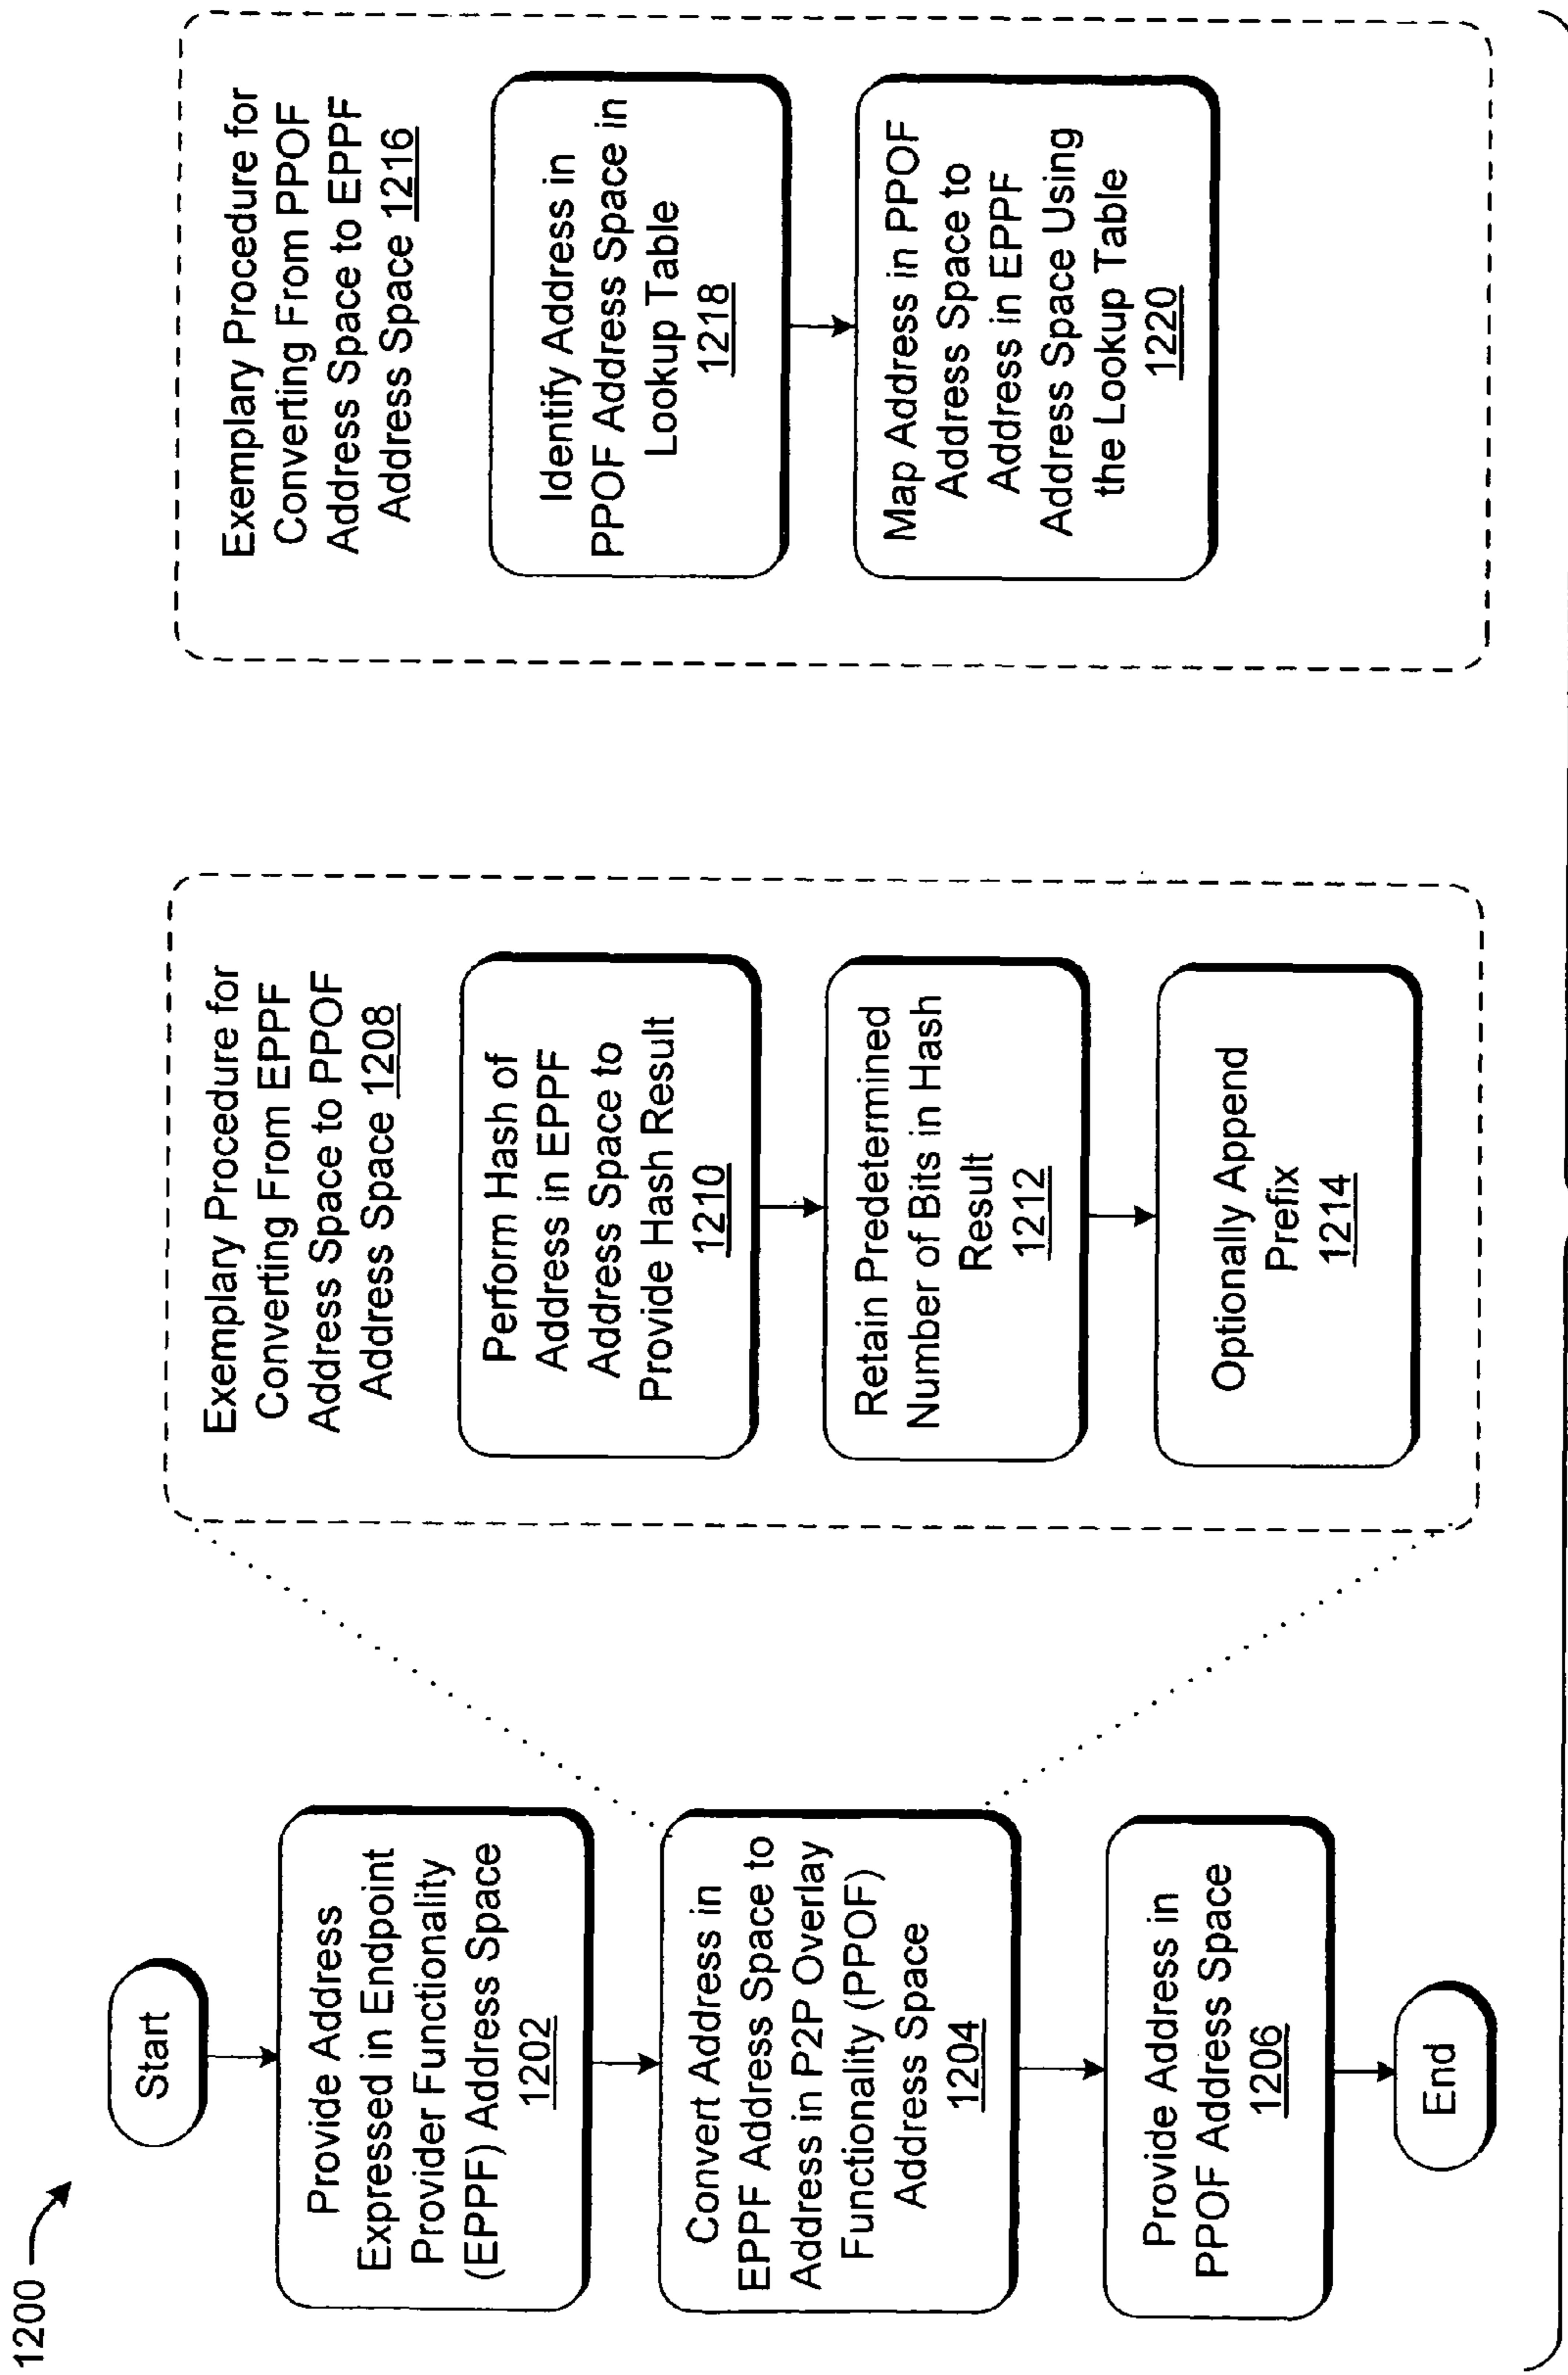 1200
Start
Provide Address
Expressed in Endpoint
Provider Functionality
(EPPF) Address Space
1202
Convert Address in
EPPF Address Space to
Address in P2P Overlay
Functionality (PPOF)
Address Space
1204
Provide Address in
PPOF Address Space
1206
End
Exemplary Procedure for
Converting From EPPF
Address Space to PPOF
Address Space 1208
Perform Hash of
Address in EPPF
Address Space to
Provide Hash Result
1210
Retain Predetermined
Number of Bits in Hash
Result
1212
Optionally Append
Prefix
1214
Exemplary Procedure for
Converting From PPOF
Address Space to EPPF
Address Space 1216
Identify Address in
PPOF Address Space in
Lookup Table
1218
Map Address in PPOF
Address Space to
Address in EPPF
Address Space Using
the Lookup Table
1220